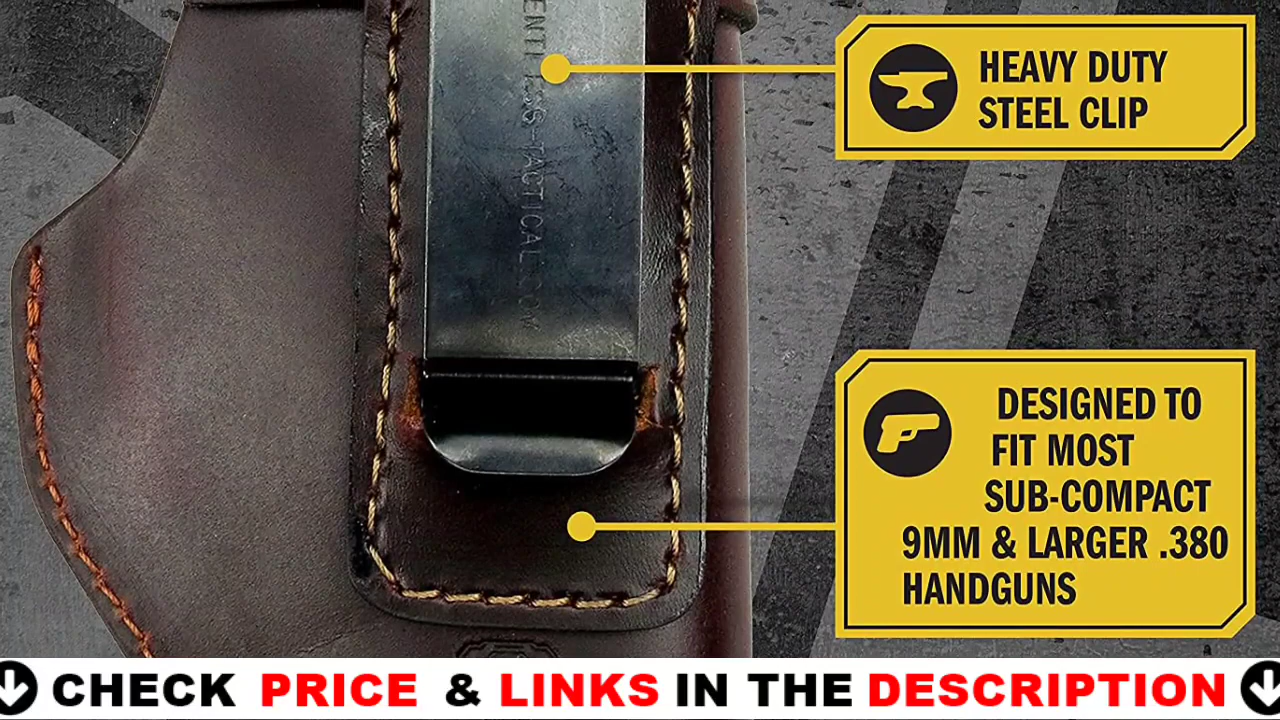 HEAVY DUTY
STEEL CLIP
DESIGNED TO
FIT MOST
SUB-COMPACT
9MM & LARGER .380
HANDGUNS
CHECK PRICE & LINKS IN THE DESCRIPTION